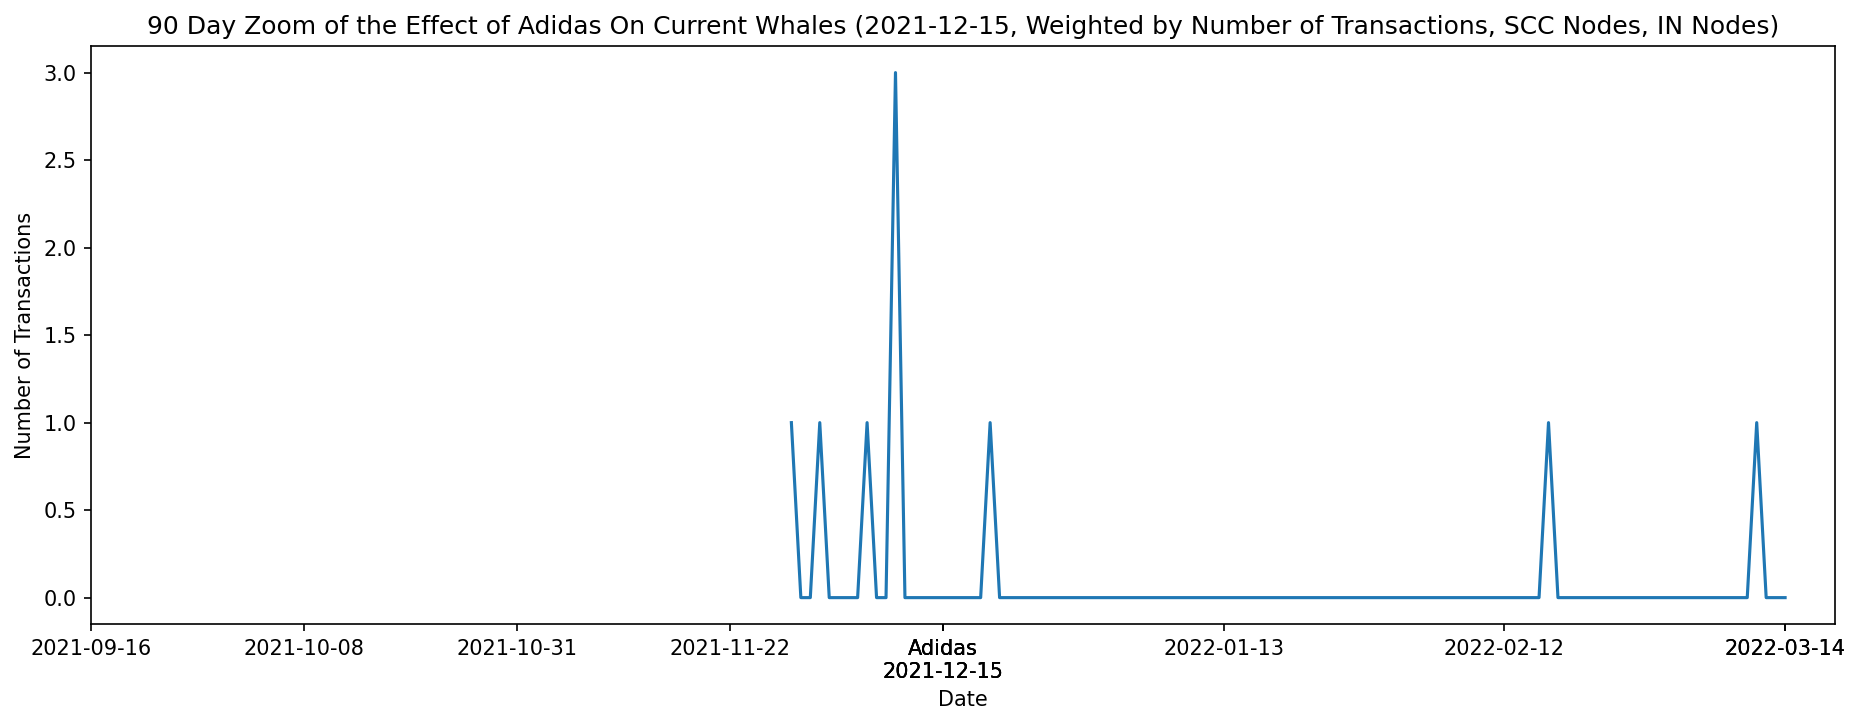 90 Day Zoom of the Effect of Adidas On Current Whales (2021-12-15, Weighted by Number of Transactions, SCC Nodes, IN Nodes)
Number of Transactions
3.0
2.5
2.0
1.5
1.0
0.5
0.0
2021-09-16 2021-10-08 2021-10-31 2021-11-22 Adidas 2022-01-13 2022-02-12 2022-03-14
2021-12-15
Date